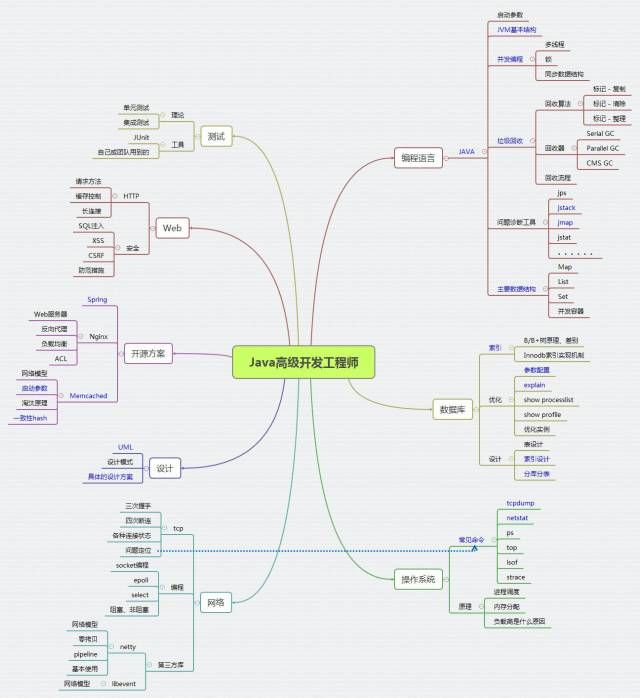 Java高级开发工程师
编程语言
JAVA
启动参数
JVM基本结构
并发编程
多线程
锁
同步数据结构
垃圾回收
回收算法
标记 - 复制
标记 - 清除
标记 - 整理
回收器
Serial GC
Parallel GC
CMS GC
回收流程
问题诊断工具
jps
jstack
jmap
jstat
. . . . . .
主要数据结构
Map
List
Set
并发容器
数据库
索引
B/B+树原理、差别
Innodb索引实现机制
优化
参数配置
explain
show processlist
show profile
优化实例
设计
表设计
索引设计
分库分表
操作系统
常见命令
tcpdump
netstat
ps
top
lsof
strace
原理
进程调度
内存分配
负载高是什么原因
测试
理论
单元测试
集成测试
工具
JUnit
自己或团队用到的
Web
HTTP
请求方法
缓存控制
长连接
安全
SQL注入
XSS
CSRF
防范措施
开源方案
Spring
Nginx
Web服务器
反向代理
负载均衡
ACL
Memcached
网络模型
启动参数
淘汰原理
一致性hash
设计
UML
设计模式
具体的设计方案
网络
tcp
三次握手
四次断连
各种连接状态
问题定位
编程
socket编程
epoll
select
阻塞、非阻塞
第三方库
netty
网络模型
零拷贝
pipeline
基本使用
libevent
网络模型